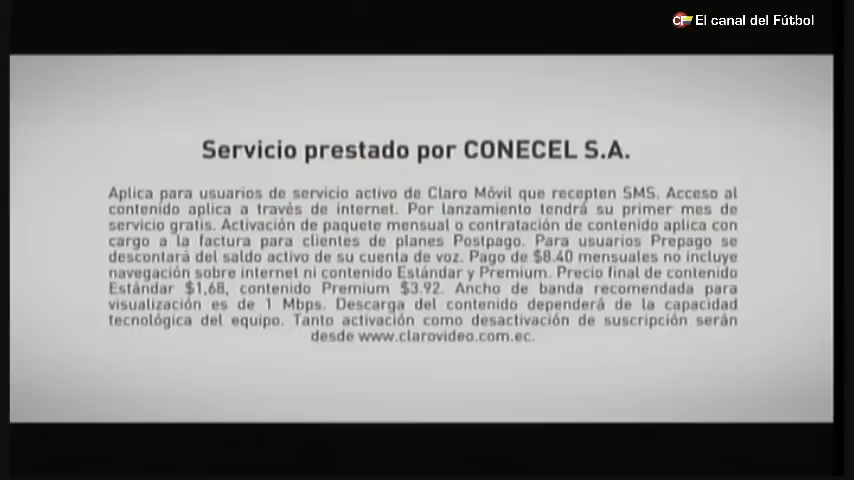 CF El canal del Fútbol
Servicio prestado por CONECEL S.A.
Aplica para usuarios de servicio activo de Claro Móvil que recepten SMS. Acceso al
contenido aplica a través de internet. Por lanzamiento tendrá su primer mes de
servicio gratis. Activación de paquete mensual o contratación de contenido aplica con
cargo a la factura para clientes de planes Postpago. Para usuarios Prepago se
descontará del saldo activo de su cuenta de voz. Pago de $8.40 mensuales no incluye
navegación sobre internet ni contenido Estándar y Premium. Precio final de contenido
Estándar $1,68, contenido Premium $3.92. Ancho de banda recomendada para
visualización es de 1 Mbps. Descarga del contenido dependerá de la capacidad
tecnológica del equipo. Tanto activación como desactivación de suscripción serán
desde www.clarovideo.com.ec.